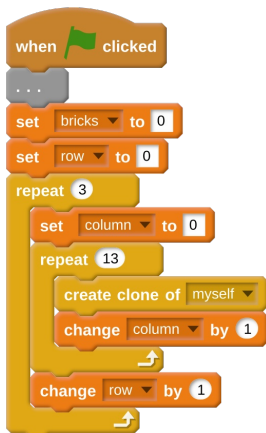 when clicked
...
set bricks to 0
set row to 0
repeat 3
set column to 0
repeat 13
create clone of myself
change column by 1
change row by 1